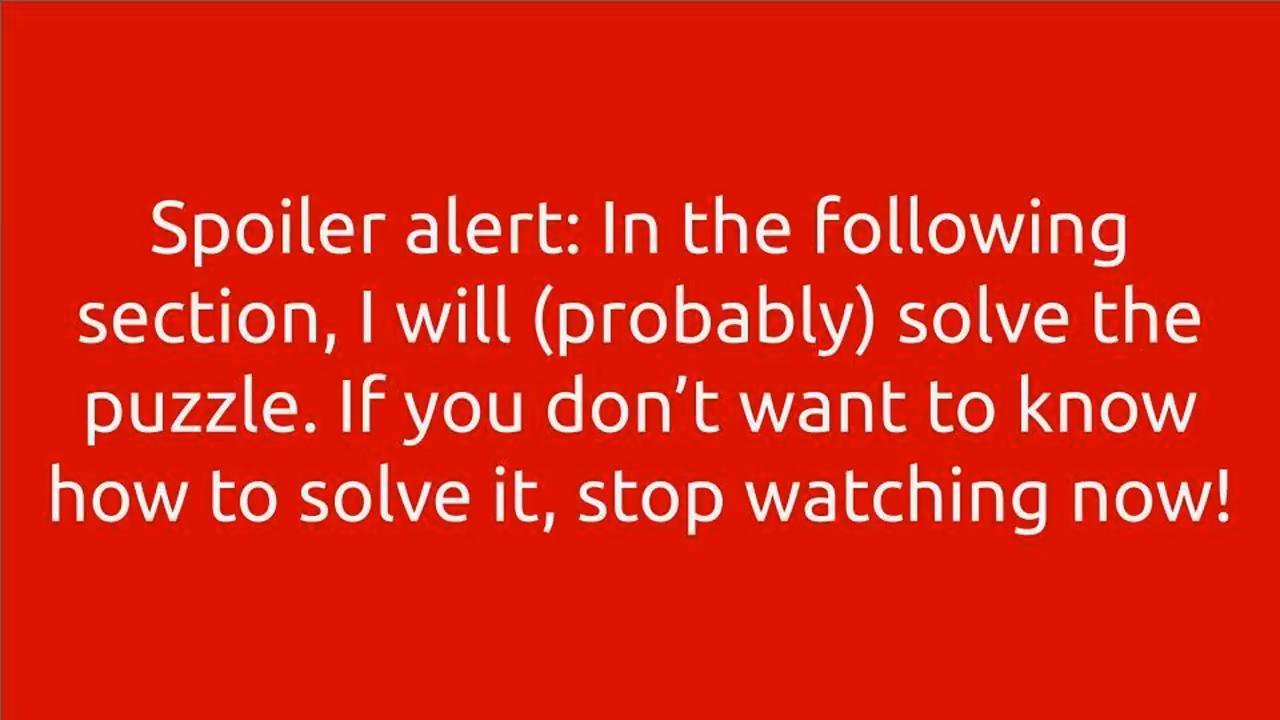 Spoiler alert: In the following
section, I will (probably) solve the
puzzle. If you don’t want to know
how to solve it, stop watching now!